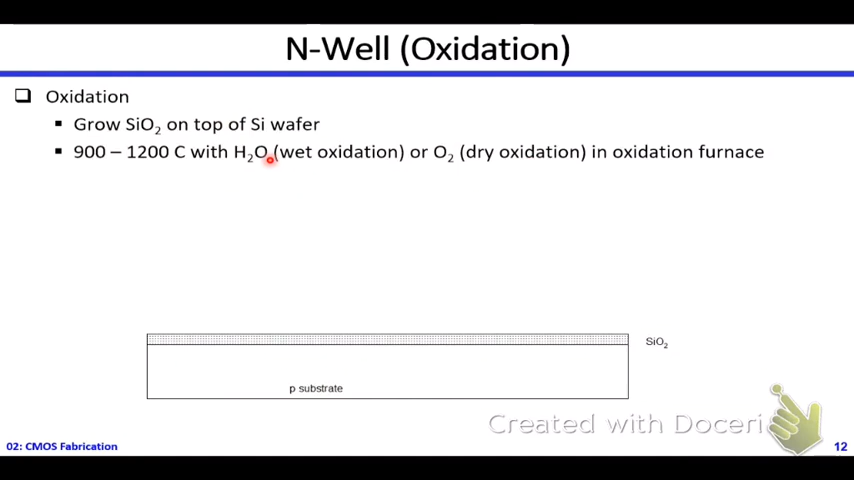 N-Well (Oxidation)
Oxidation
Grow SiO₂ on top of Si wafer
900 – 1200 C with H₂O (wet oxidation) or O₂ (dry oxidation) in oxidation furnace
SiO₂
p substrate
Created with Doceri
02: CMOS Fabrication
12